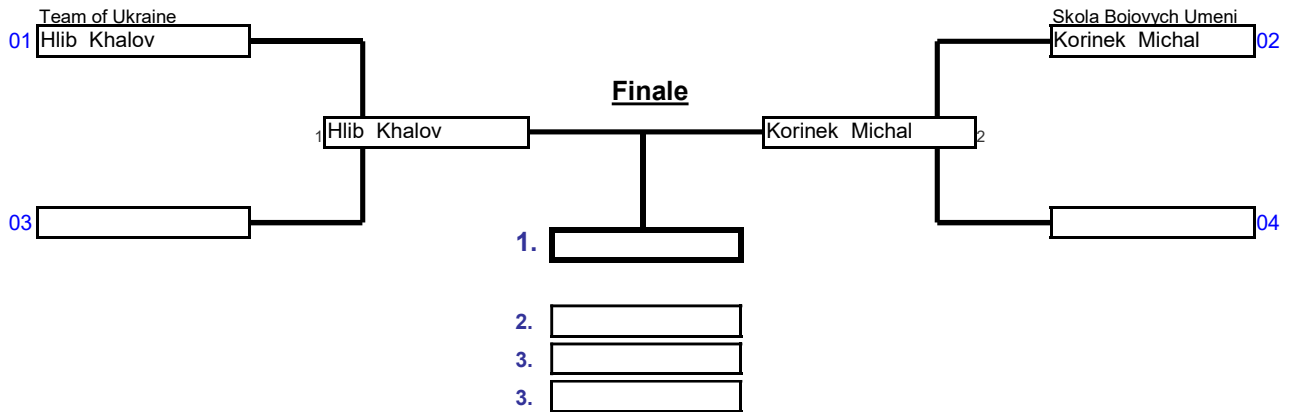 Team of Ukraine
Skola Bojovych Umeni
01 Hlib Khalov
Korinek Michal 02
Finale
1 Hlib Khalov
Korinek Michal 2
03
04
1.
2.
3.
3.